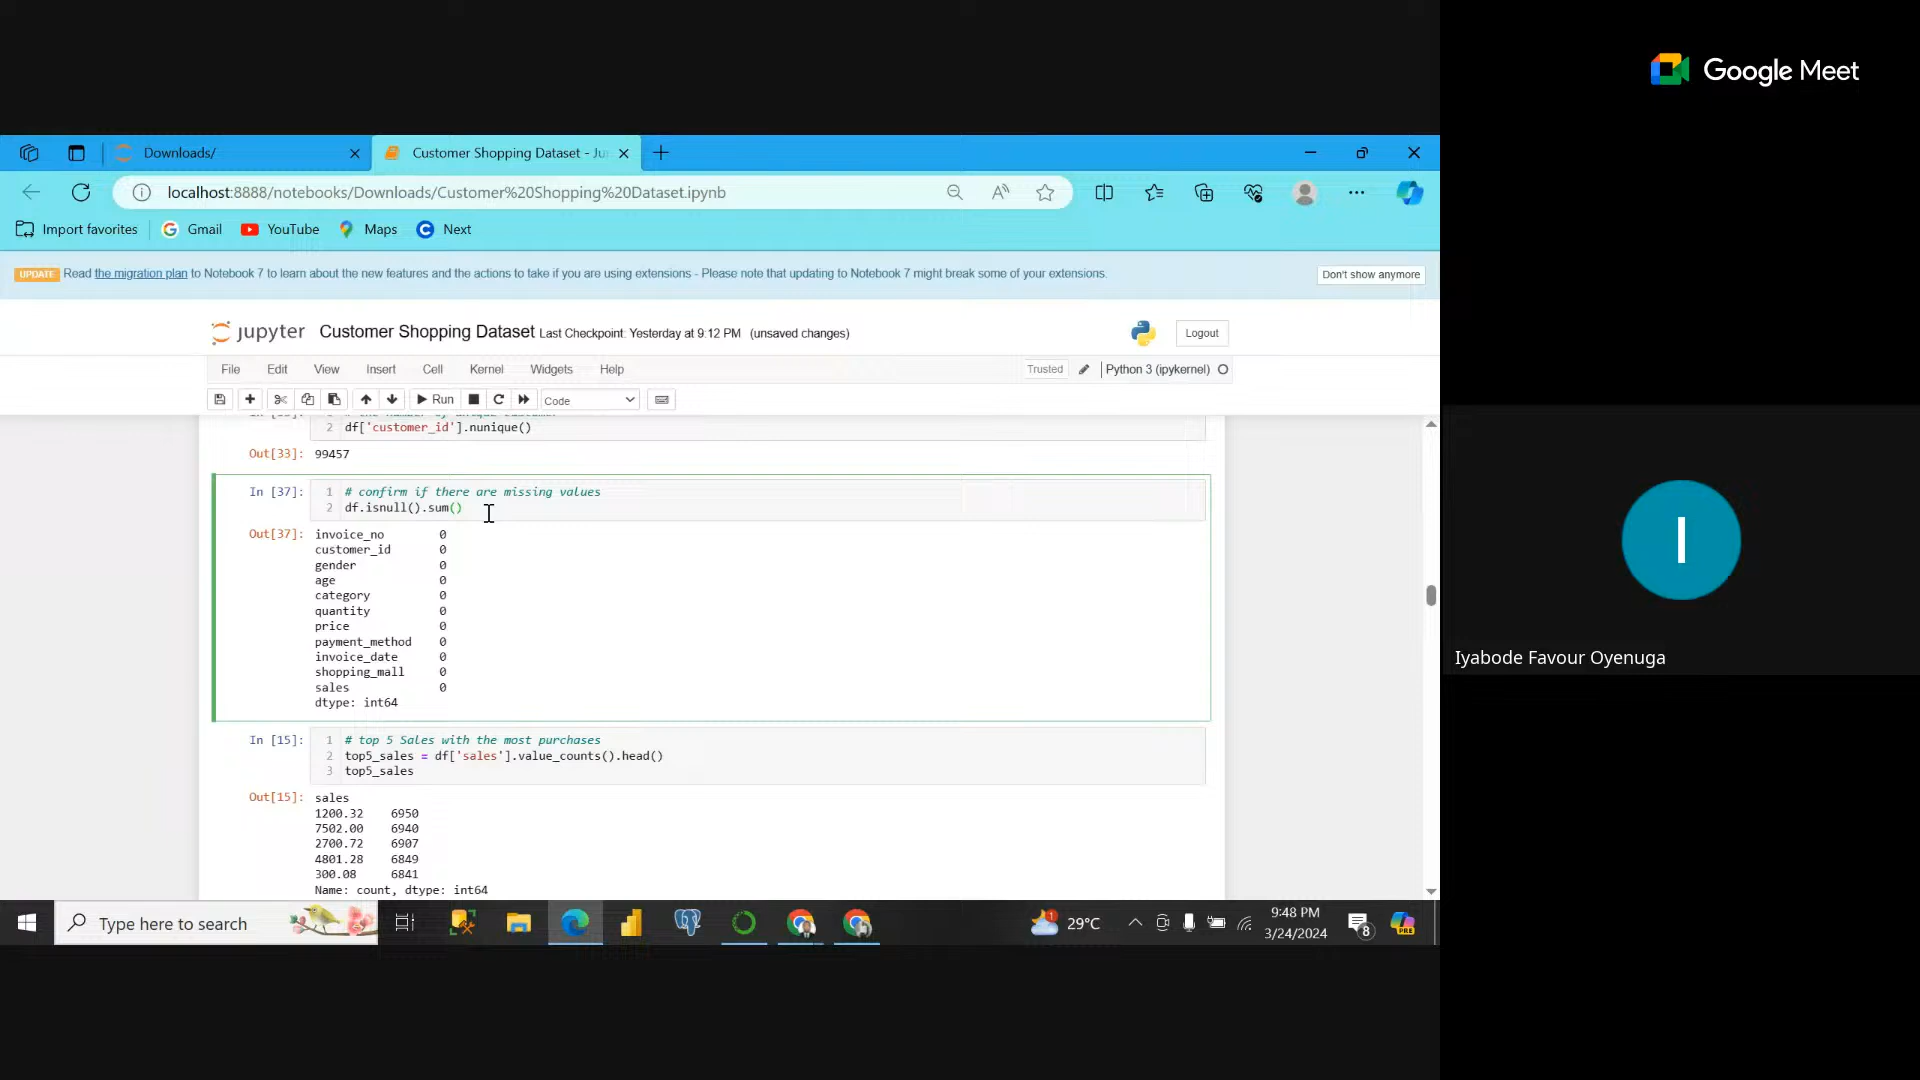 Google Meet
Downloads/
Customer Shopping Dataset - Ju
localhost:8888/notebooks/Downloads/Customer%20Shopping%20Dataset.ipynb
Import favorites
Gmail
YouTube
Maps
Next
UPDATE Read the migration plan to Notebook 7 to learn about the new features and the actions to take if you are using extensions - Please note that updating to Notebook 7 might break some of your extensions.
Don't show anymore
jupyter Customer Shopping Dataset Last Checkpoint: Yesterday at 9:12 PM (unsaved changes)
Logout
File Edit View Insert Cell Kernel Widgets Help
Trusted
Python 3 (ipykernel)
Run
Code
2 df['customer_id'].nunique()
Out[33]: 99457
In [37]: 1 # confirm if there are missing values
2 df.isnull().sum()
Out[37]: invoice_no 0
customer_id 0
gender 0
age 0
category 0
quantity 0
price 0
payment_method 0
invoice_date 0
shopping_mall 0
sales 0
dtype: int64
In [15]: 1 # top 5 Sales with the most purchases
2 top5_sales = df['sales'].value_counts().head()
3 top5_sales
Out[15]: sales
1200.32 6950
7502.00 6940
2700.72 6907
4801.28 6849
300.08 6841
Name: count, dtype: int64
I
Iyabode Favour Oyenuga
Type here to search
29°C
9:48 PM
3/24/2024
8
PRE